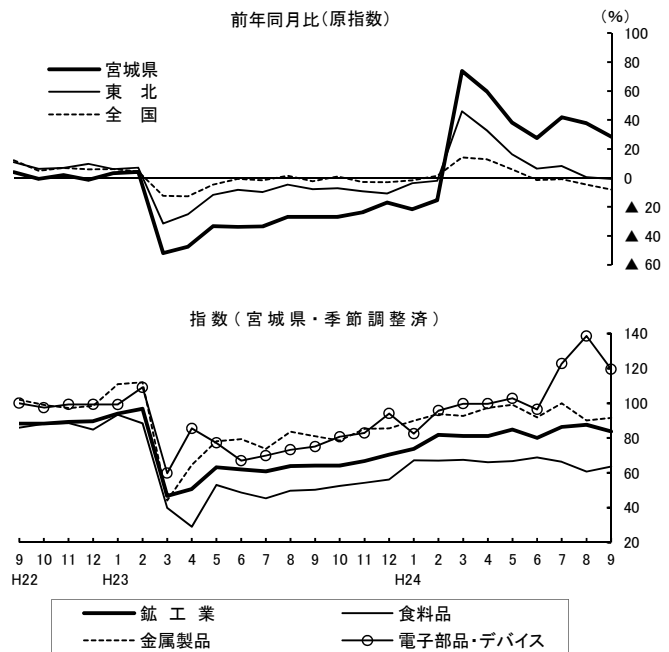 前年同月比（原指数）
（%）
宮城県
東　北
全　国
100
80
60
40
20
0
▲ 20
▲ 40
▲ 60
指数（宮城県・季節調整済）
140
120
100
80
60
40
20
9 10 11 12 1 2 3 4 5 6 7 8 9 10 11 12 1 2 3 4 5 6 7 8 9
H22 H23 H24
鉱　工　業 食料品
金属製品 電子部品・デバイス